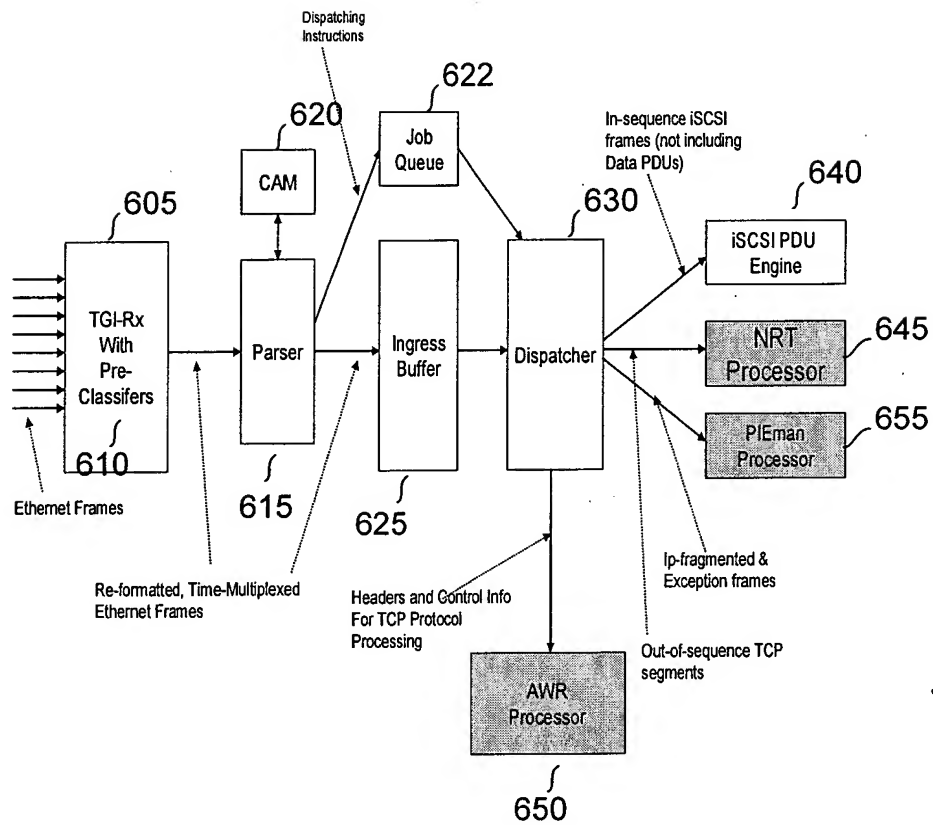 Dispatching
Instructions
622
620
Job
Queue
In-sequence iSCSI
frames (not including
Data PDUs)
CAM
605
630
640
TGI-Rx
With
Pre-
Classifers
610
Parser
Ingress
Buffer
Dispatcher
iSCSI PDU
Engine
NRT
Processor
645
PIEman
Processor
655
Ethernet Frames
615
625
Re-formatted, Time-Multiplexed
Ethernet Frames
Headers and Control Info
For TCP Protocol
Processing
Ip-fragmented &
Exception frames
Out-of-sequence TCP
segments
AWR
Processor
650